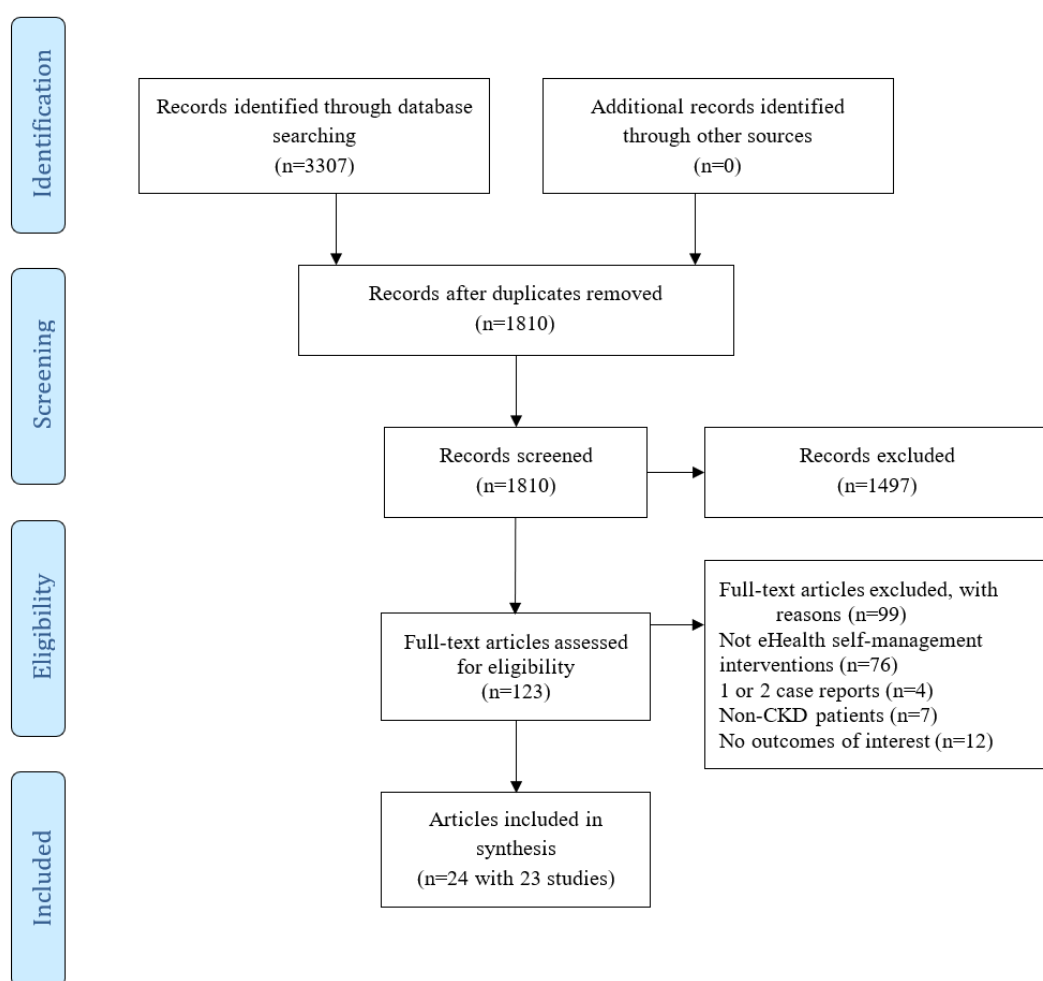 Identification
Records identified through database
searching
(n=3307)
Additional records identified
through other sources
(n=0)
Screening
Records after duplicates removed
(n=1810)
Records screened
(n=1810)
Records excluded
(n=1497)
Eligibility
Full-text articles assessed
for eligibility
(n=123)
Full-text articles excluded, with
reasons (n=99)
Not eHealth self-management
interventions (n=76)
1 or 2 case reports (n=4)
Non-CKD patients (n=7)
No outcomes of interest (n=12)
Included
Articles included in
synthesis
(n=24 with 23 studies)